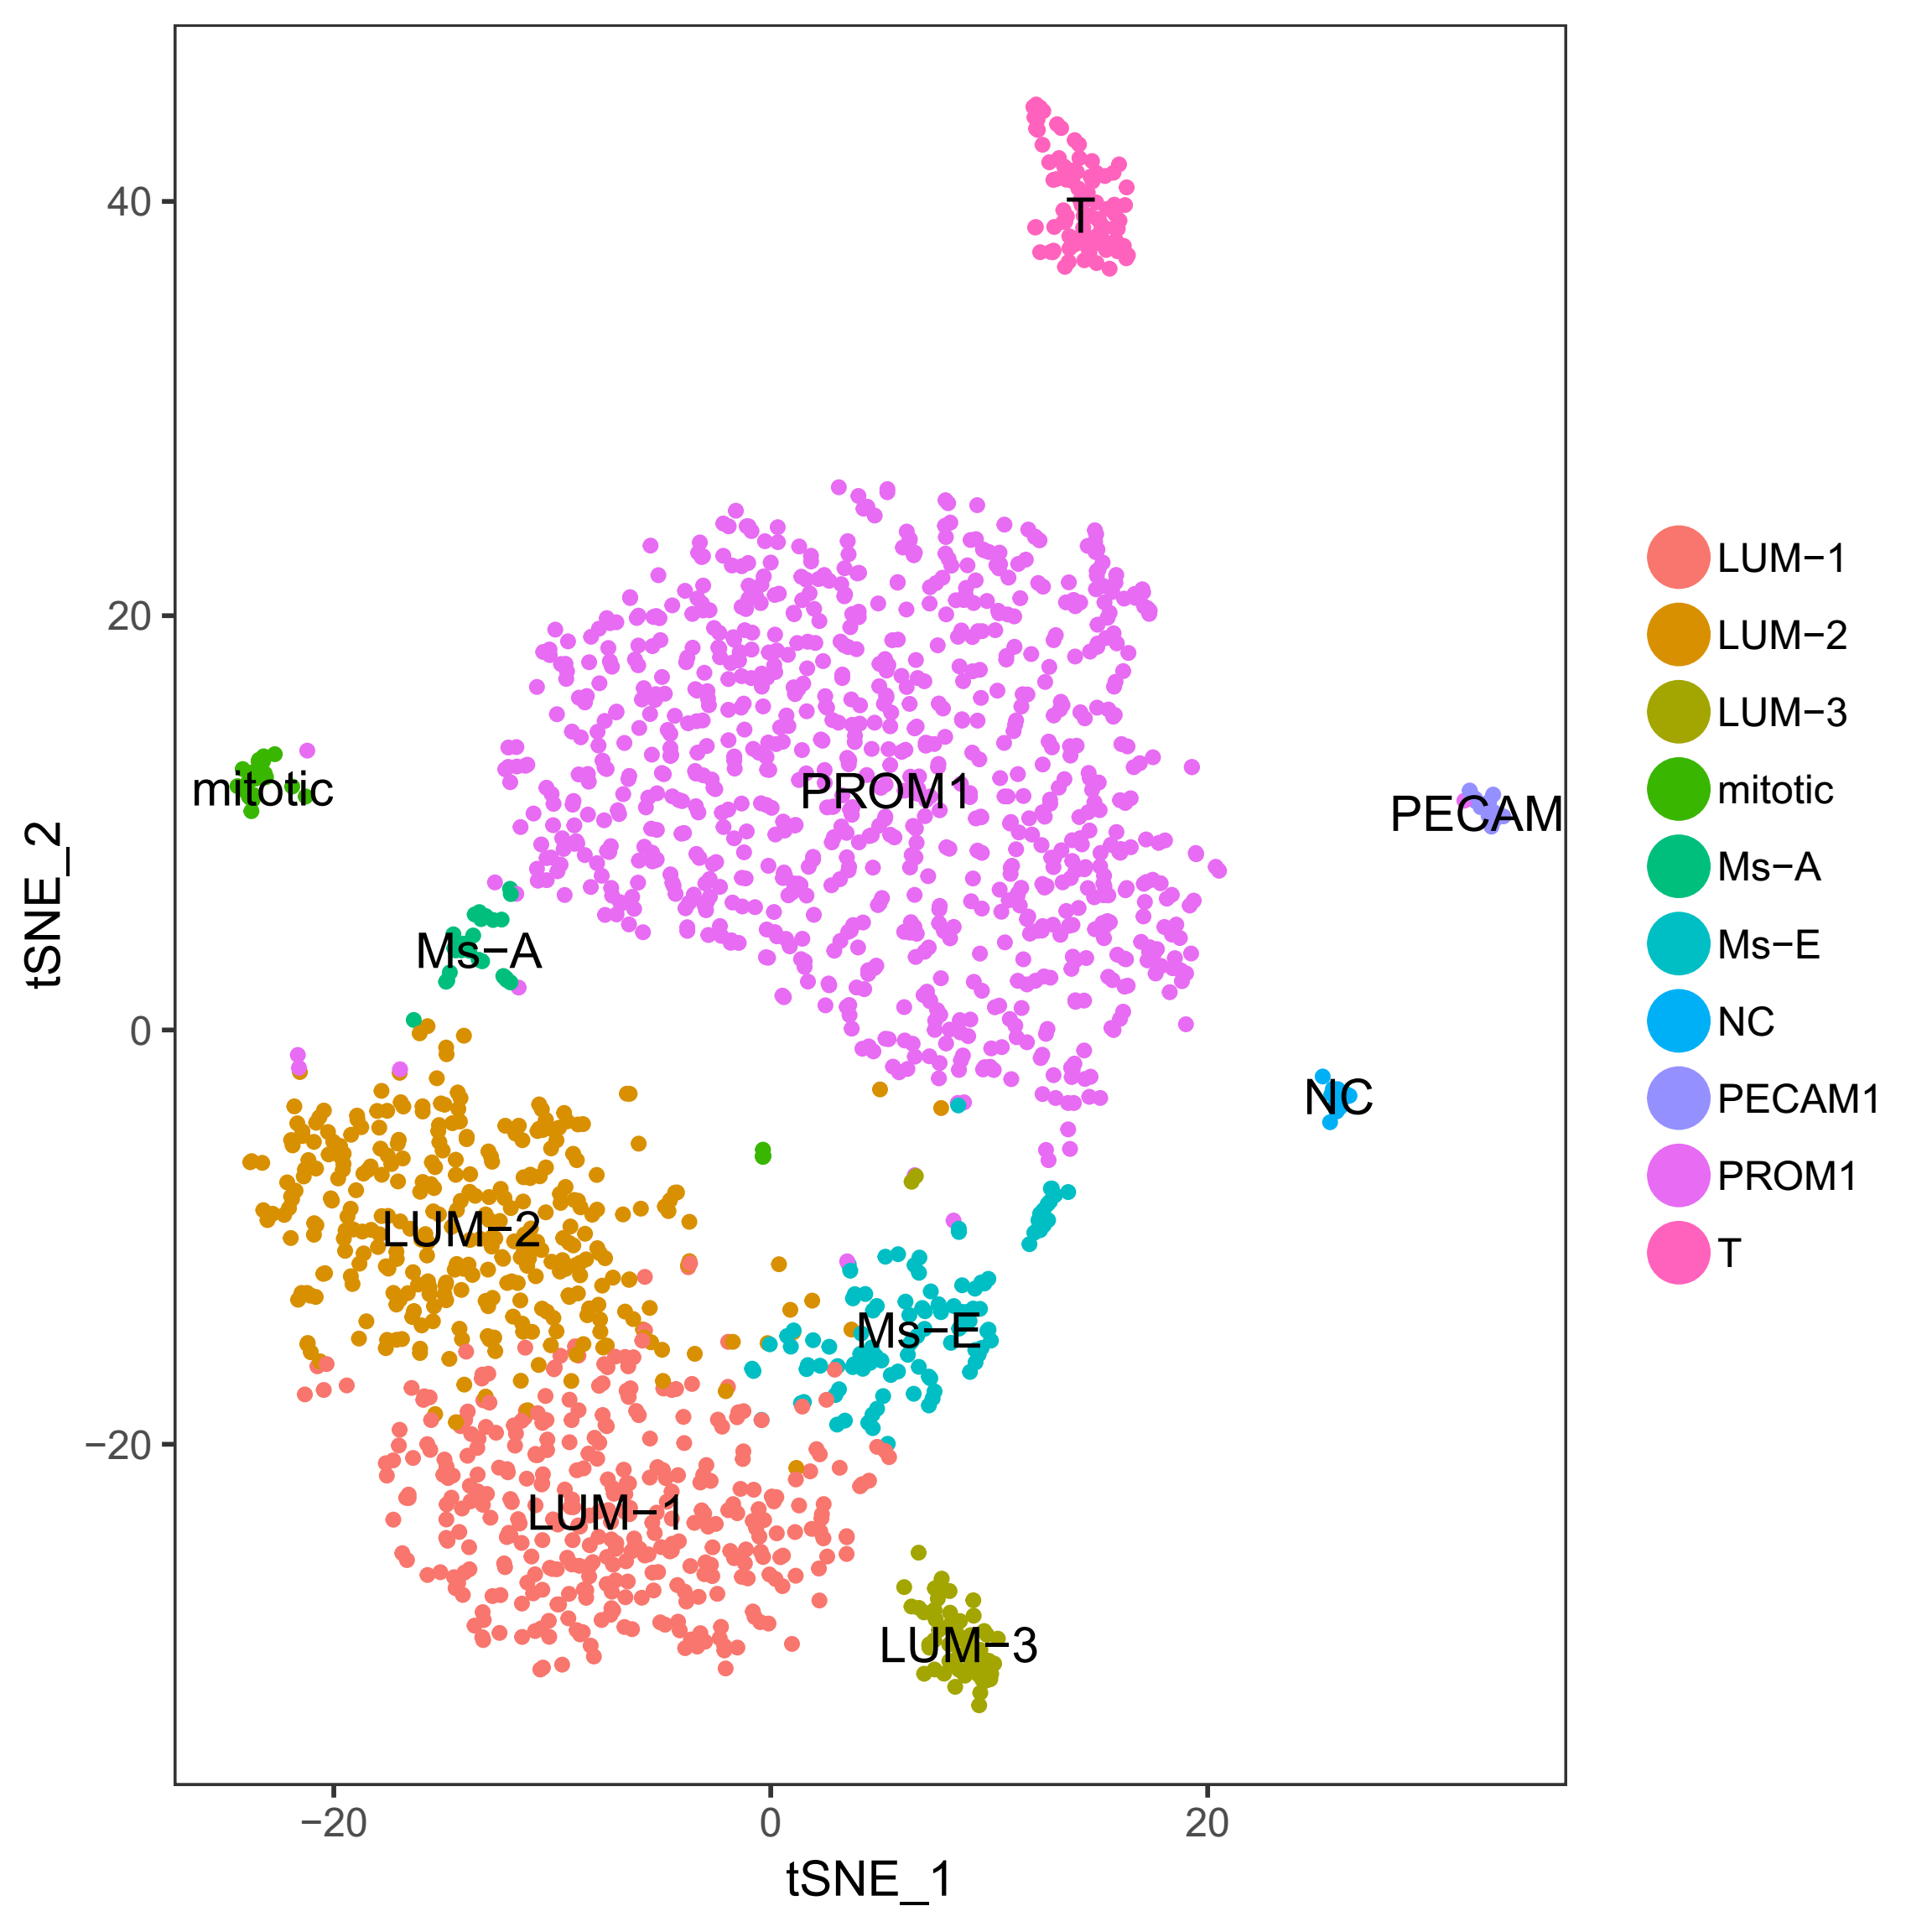 T
40
20
0
−20
−20
0
20
tSNE_2
tSNE_1
mitotic
PROM1
PECAM
Ms−A
NC
LUM−2
Ms−E
LUM−1
LUM−3
LUM−1
LUM−2
LUM−3
mitotic
Ms−A
Ms−E
NC
PECAM1
PROM1
T